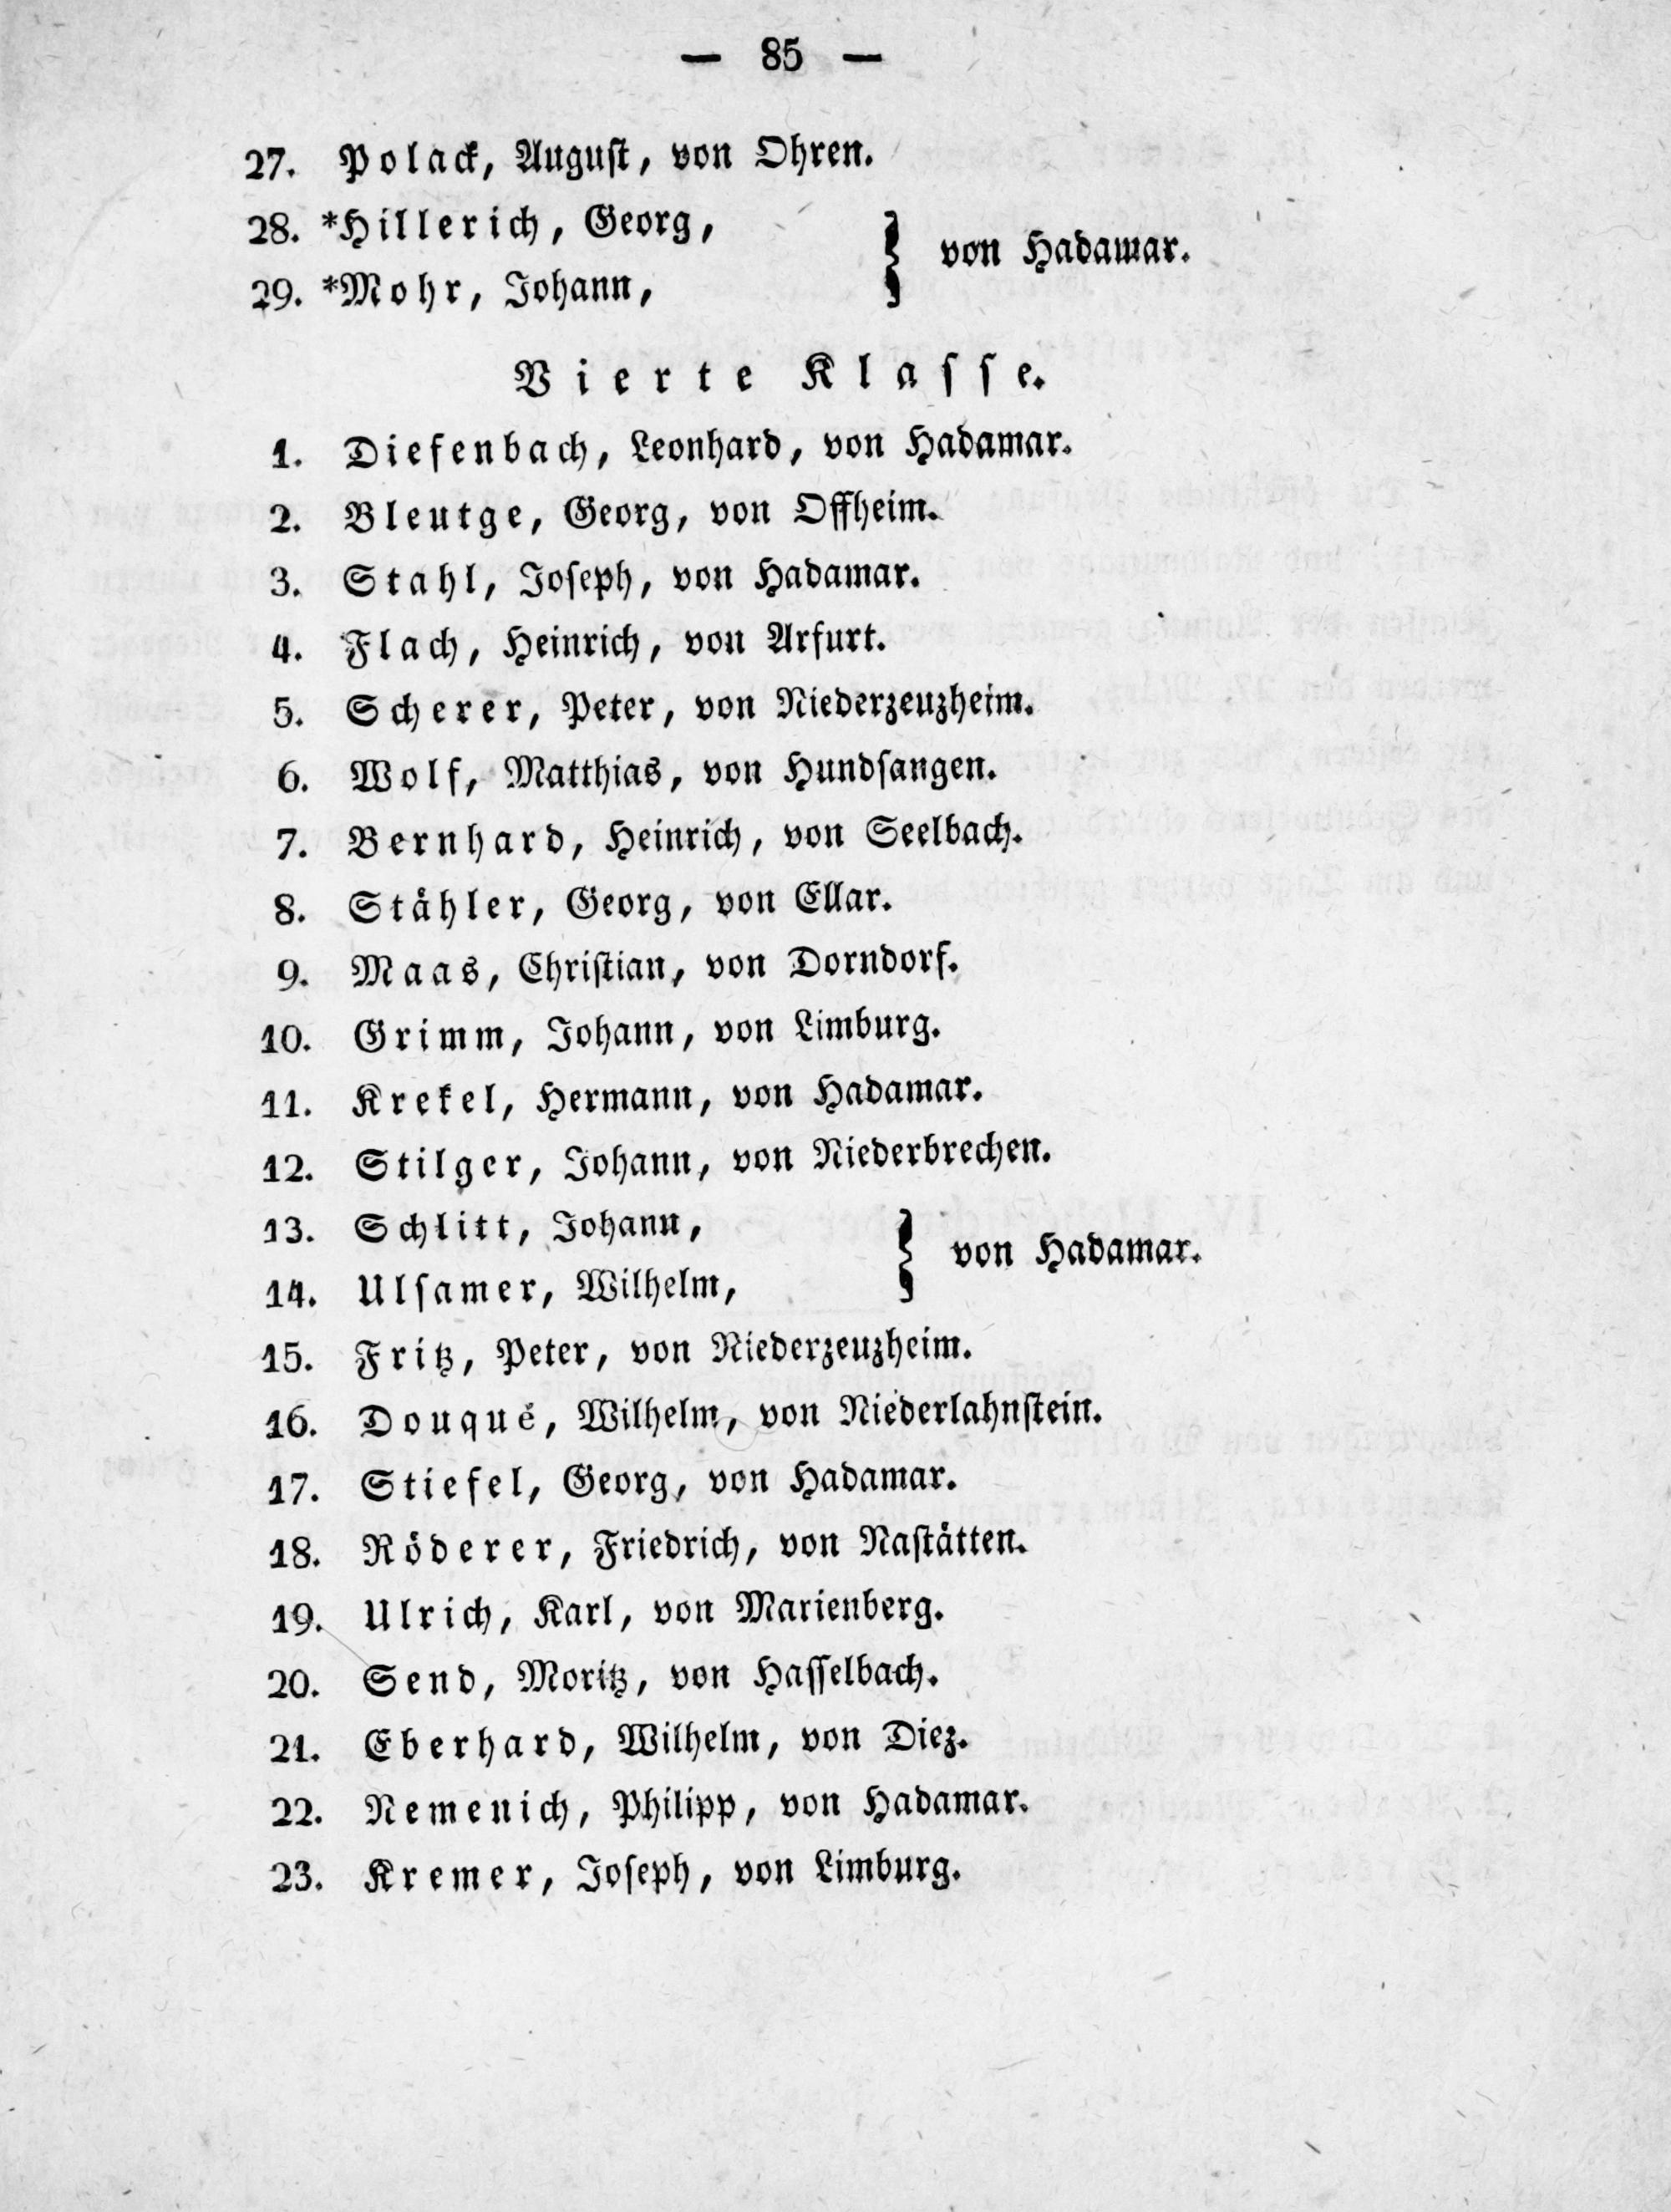 — 85 —
27. Polack, August, von Ohren.
28. *Hillerich, Georg,
} von Hadamar.
29. *Mohr, Johann,
Vierte Klasse.
1. Diefenbach, Leonhard, von Hadamar.
2. Bleutge, Georg, von Offheim.
3. Stahl, Joseph, von Hadamar.
4. Flach, Heinrich, von Arfurt.
5. Scherer, Peter, von Niederzeuzheim.
6. Wolf, Matthias, von Hundsangen.
7. Bernhard, Heinrich, von Seelbach.
8. Stähler, Georg, von Ellar.
9. Maas, Christian, von Dorndorf.
10. Grimm, Johann, von Limburg.
11. Krekel, Hermann, von Hadamar.
12. Stilger, Johann, von Niederbrechen.
13. Schlitt, Johann,
} von Hadamar.
14. Ulsamer, Wilhelm,
15. Fritz, Peter, von Niederzeuzheim.
16. Douqué, Wilhelm, von Niederlahnstein.
17. Stiefel, Georg, von Hadamar.
18. Röderer, Friedrich, von Nastätten.
19. Ulrich, Karl, von Marienberg.
20. Send, Moritz, von Hasselbach.
21. Eberhard, Wilhelm, von Diez.
22. Nemenich, Philipp, von Hadamar.
23. Kremer, Joseph, von Limburg.